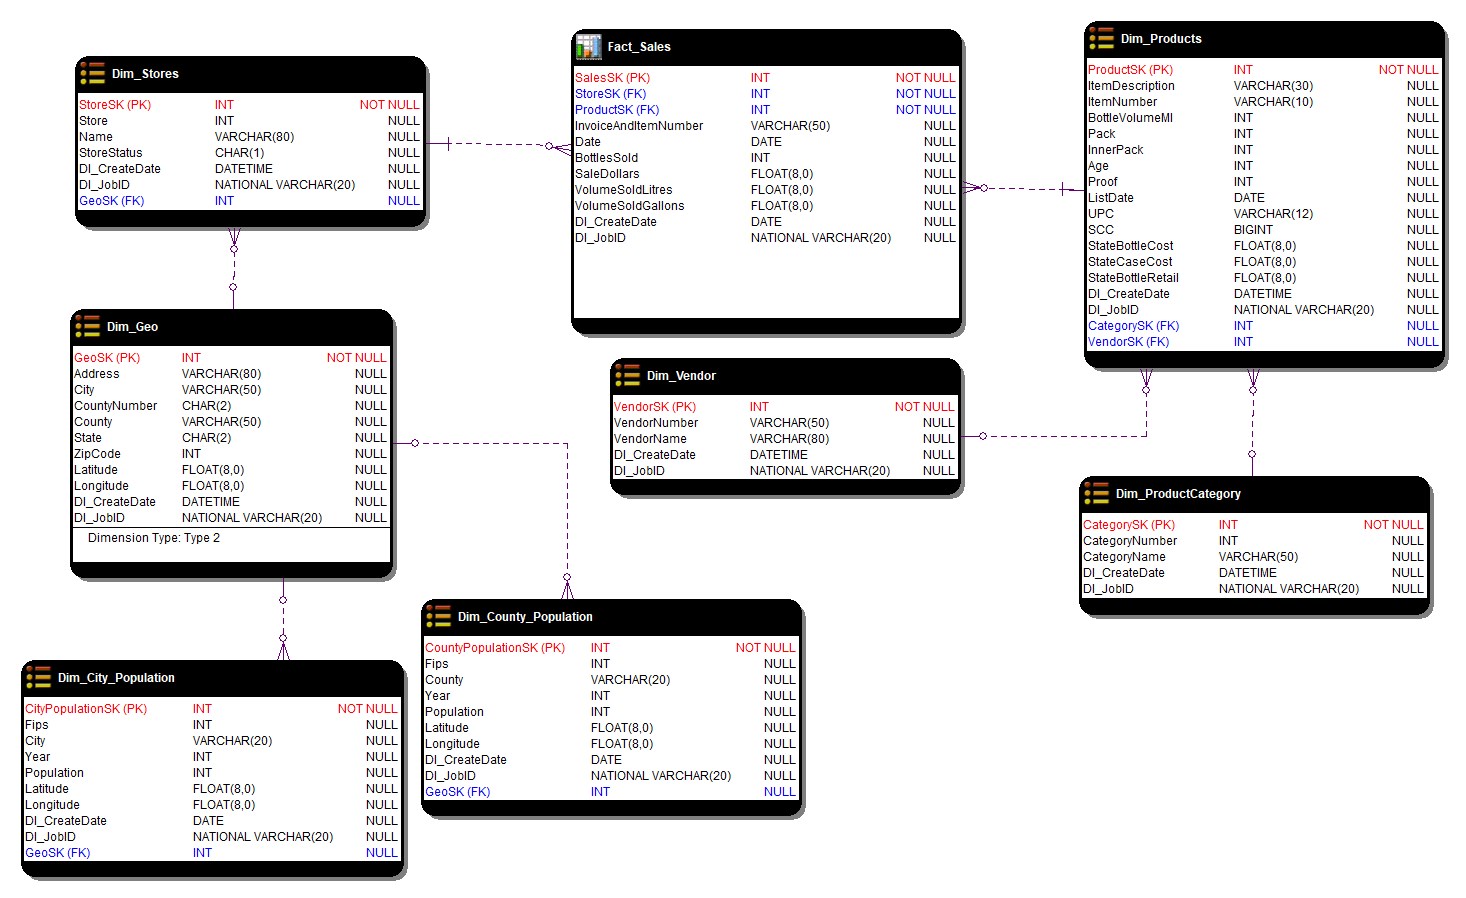 Dim_Stores
StoreSK (PK) INT NOT NULL
Store INT NULL
Name VARCHAR(80) NULL
StoreStatus CHAR(1) NULL
DI_CreateDate DATETIME NULL
DI_JobID NATIONAL VARCHAR(20) NULL
GeoSK (FK) INT NULL
Fact_Sales
SalesSK (PK) INT NOT NULL
StoreSK (FK) INT NOT NULL
ProductSK (FK) INT NOT NULL
InvoiceAndItemNumber VARCHAR(50) NULL
Date DATE NULL
BottlesSold INT NULL
SaleDollars FLOAT(8,0) NULL
VolumeSoldLitres FLOAT(8,0) NULL
VolumeSoldGallons FLOAT(8,0) NULL
DI_CreateDate DATE NULL
DI_JobID NATIONAL VARCHAR(20) NULL
Dim_Products
ProductSK (PK) INT NOT NULL
ItemDescription VARCHAR(30) NULL
ItemNumber VARCHAR(10) NULL
BottleVolumeMl INT NULL
Pack INT NULL
InnerPack INT NULL
Age INT NULL
Proof INT NULL
ListDate DATE NULL
UPC VARCHAR(12) NULL
SCC BIGINT NULL
StateBottleCost FLOAT(8,0) NULL
StateCaseCost FLOAT(8,0) NULL
StateBottleRetail FLOAT(8,0) NULL
DI_CreateDate DATETIME NULL
DI_JobID NATIONAL VARCHAR(20) NULL
CategorySK (FK) INT NULL
VendorSK (FK) INT NULL
Dim_Geo
GeoSK (PK) INT NOT NULL
Address VARCHAR(80) NULL
City VARCHAR(50) NULL
CountyNumber CHAR(2) NULL
County VARCHAR(50) NULL
State CHAR(2) NULL
ZipCode INT NULL
Latitude FLOAT(8,0) NULL
Longitude FLOAT(8,0) NULL
DI_CreateDate DATETIME NULL
DI_JobID NATIONAL VARCHAR(20) NULL
Dimension Type: Type 2
Dim_Vendor
VendorSK (PK) INT NOT NULL
VendorNumber VARCHAR(50) NULL
VendorName VARCHAR(80) NULL
DI_CreateDate DATETIME NULL
DI_JobID NATIONAL VARCHAR(20) NULL
Dim_ProductCategory
CategorySK (PK) INT NOT NULL
CategoryNumber INT NULL
CategoryName VARCHAR(50) NULL
DI_CreateDate DATETIME NULL
DI_JobID NATIONAL VARCHAR(20) NULL
Dim_County_Population
CountyPopulationSK (PK) INT NOT NULL
Fips INT NULL
County VARCHAR(20) NULL
Year INT NULL
Population INT NULL
Latitude FLOAT(8,0) NULL
Longitude FLOAT(8,0) NULL
DI_CreateDate DATE NULL
DI_JobID NATIONAL VARCHAR(20) NULL
GeoSK (FK) INT NULL
Dim_City_Population
CityPopulationSK (PK) INT NOT NULL
Fips INT NULL
City VARCHAR(20) NULL
Year INT NULL
Population INT NULL
Latitude FLOAT(8,0) NULL
Longitude FLOAT(8,0) NULL
DI_CreateDate DATE NULL
DI_JobID NATIONAL VARCHAR(20) NULL
GeoSK (FK) INT NULL